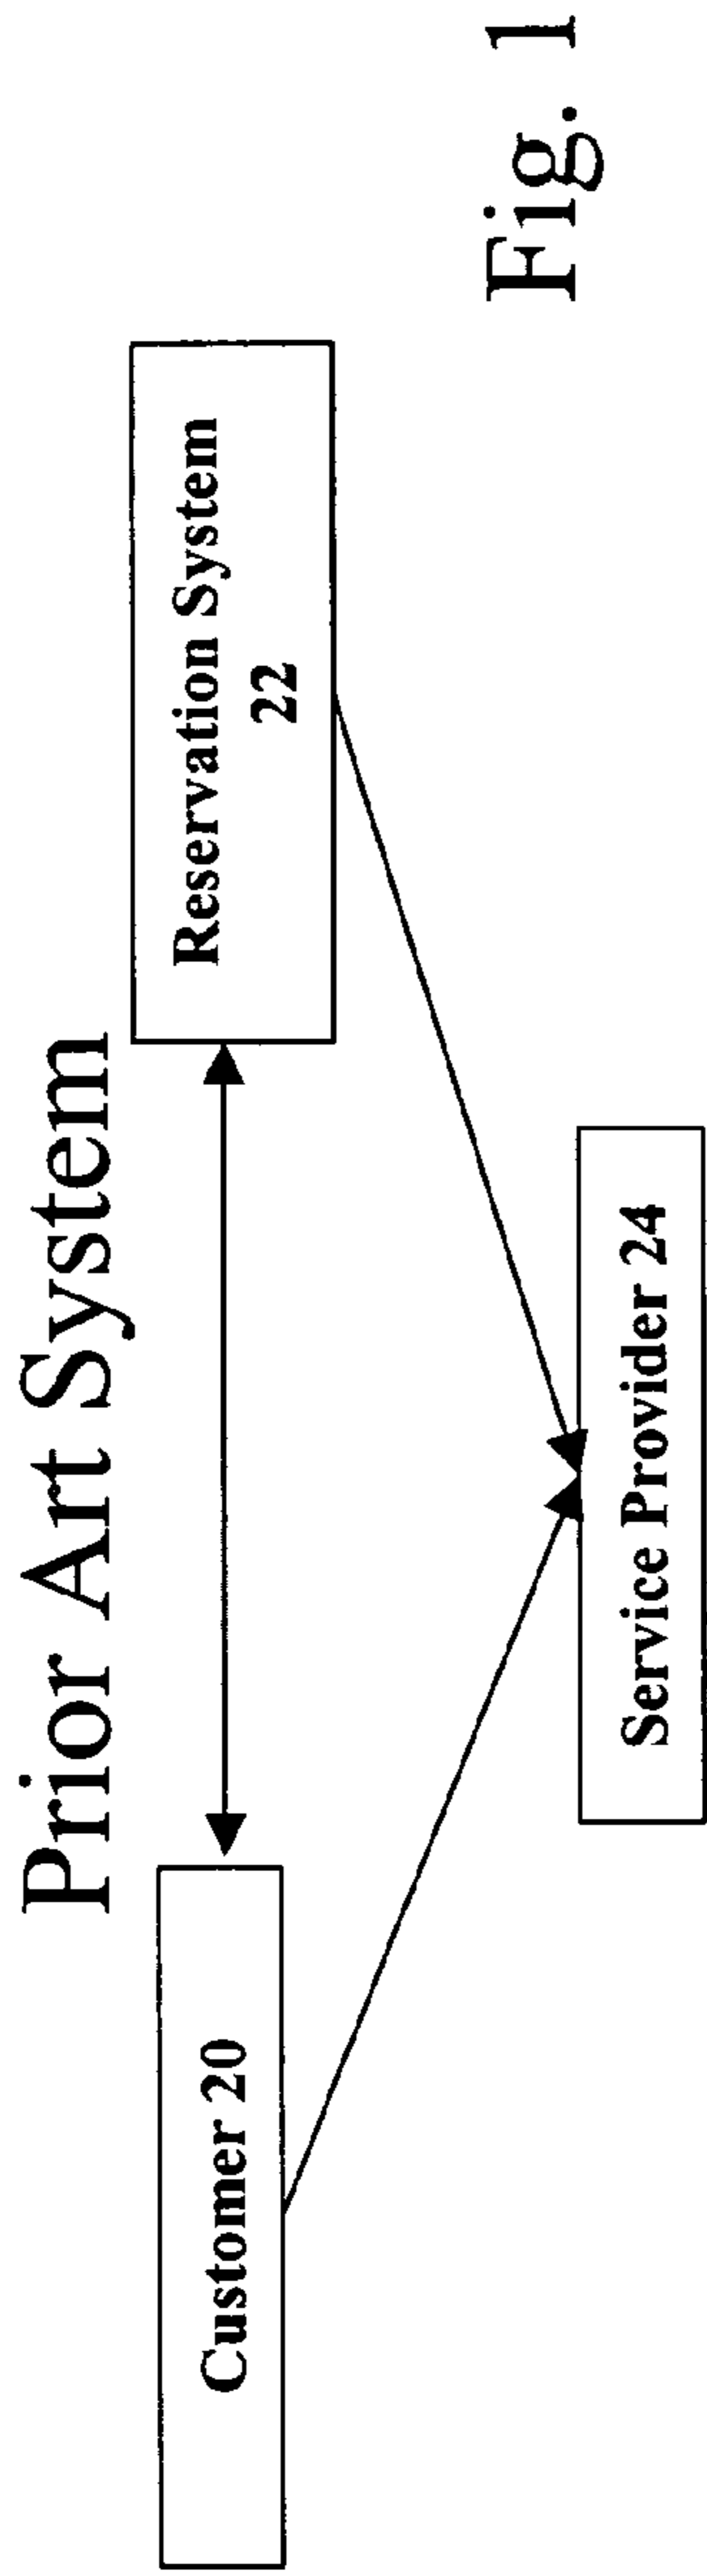 Prior Art System
Customer 20
Reservation System
22
Service Provider 24
Fig. 1